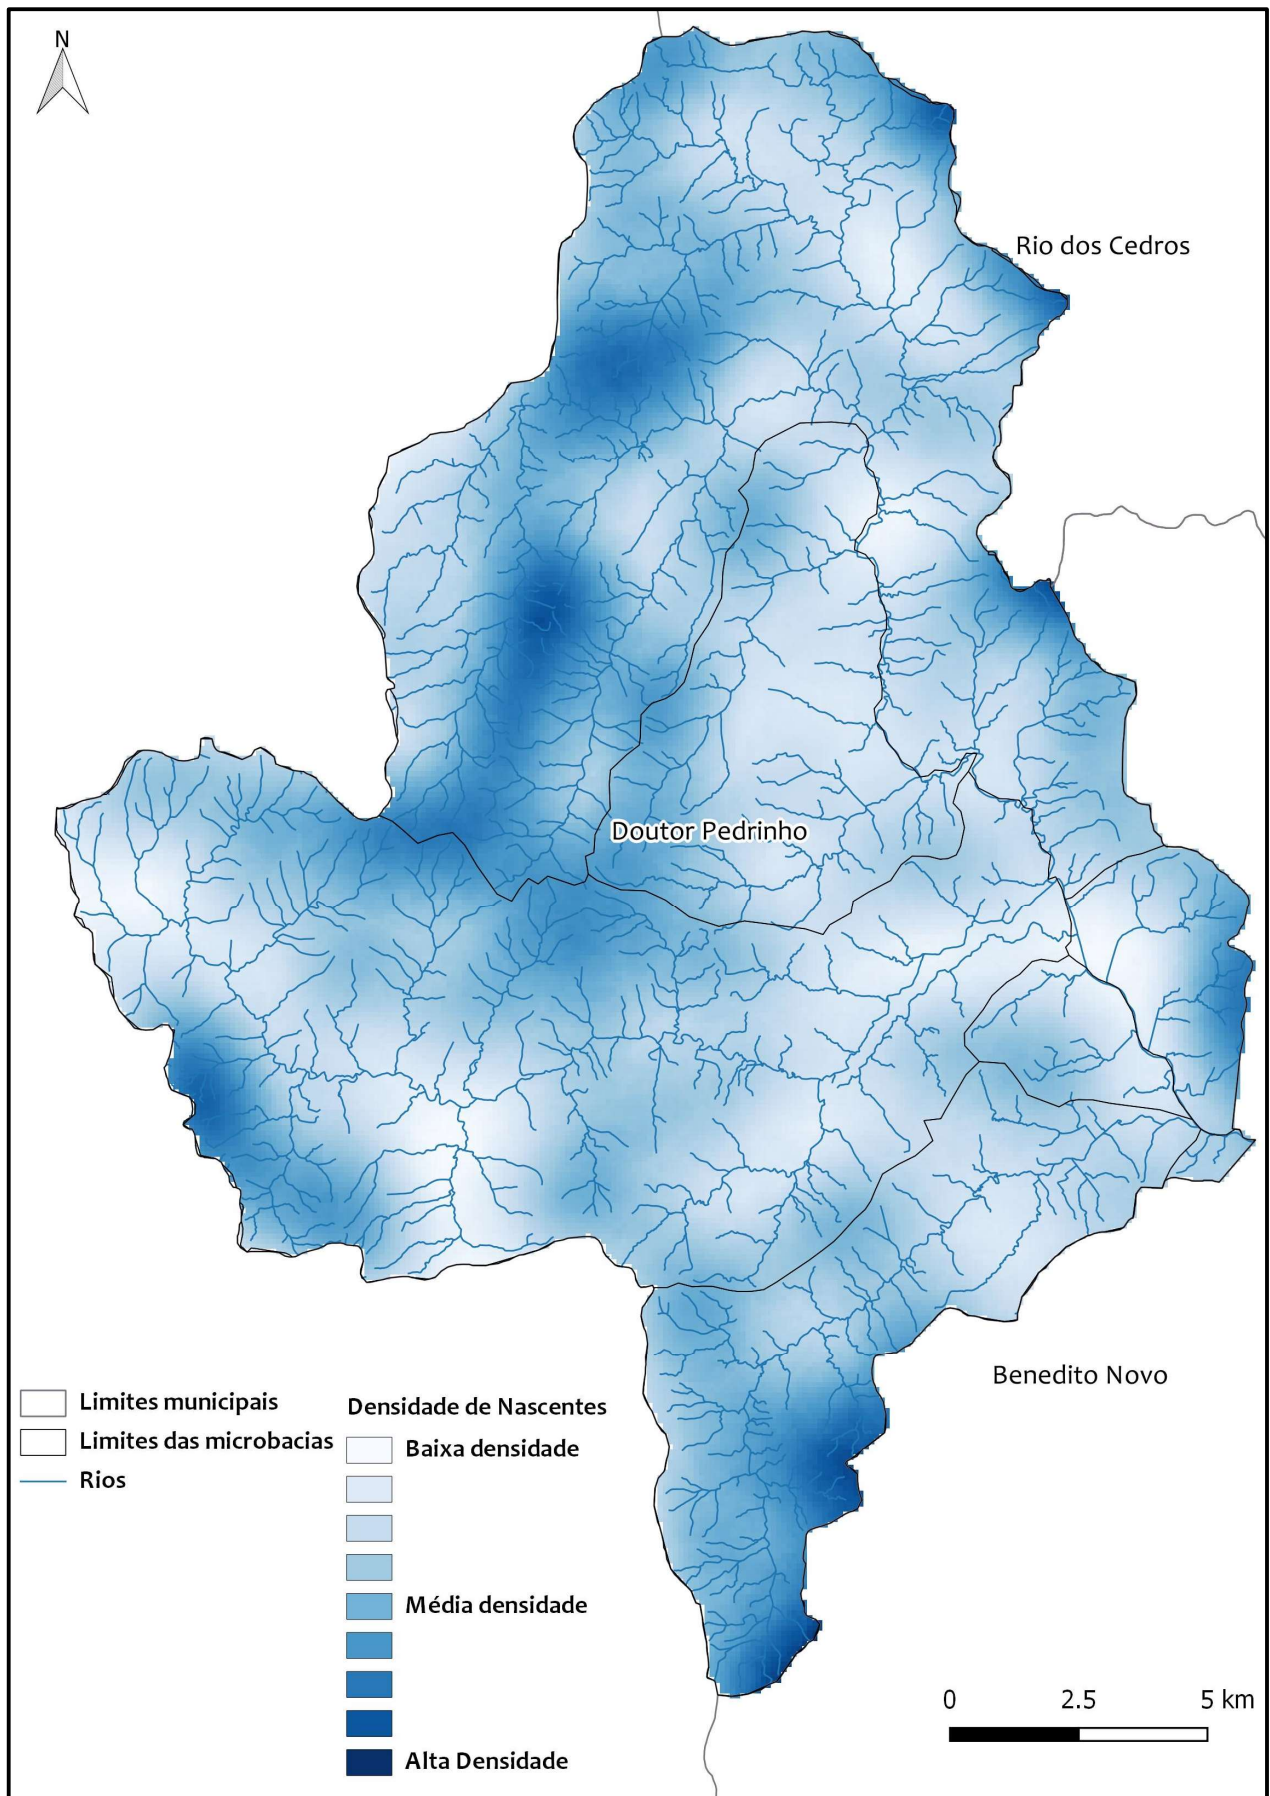 N
Rio dos Cedros
Doutor Pedrinho
Benedito Novo
Limites municipais
Limites das microbacias
Rios
Densidade de Nascentes
Baixa densidade
Média densidade
Alta Densidade
0 2.5 5 km